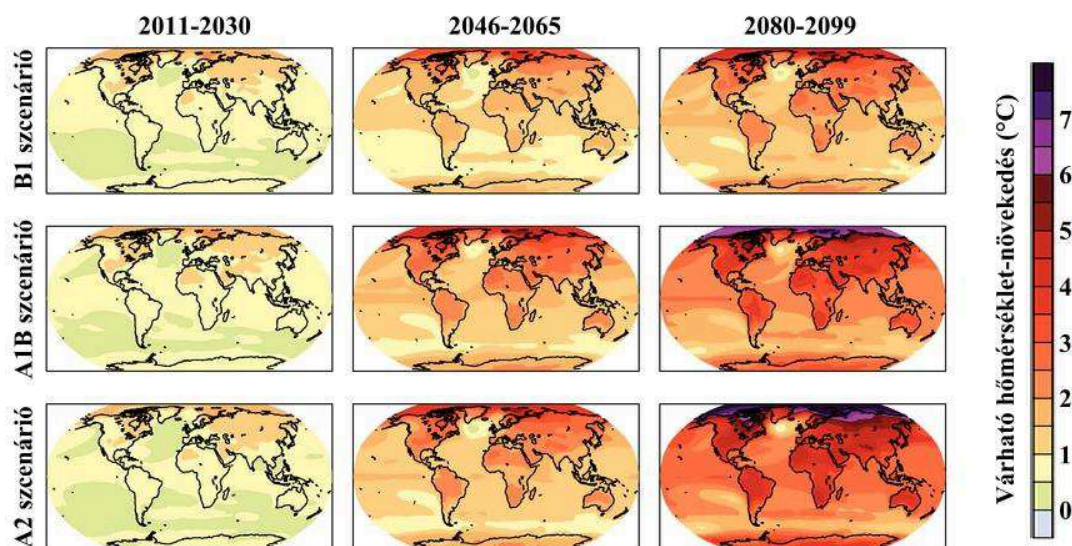 2011-2030
2046-2065
2080-2099
B1 szcenárió
A1B szcenárió
A2 szcenárió
Várható hőmérséklet-növekedés (°C)
7
6
5
4
3
2
1
0